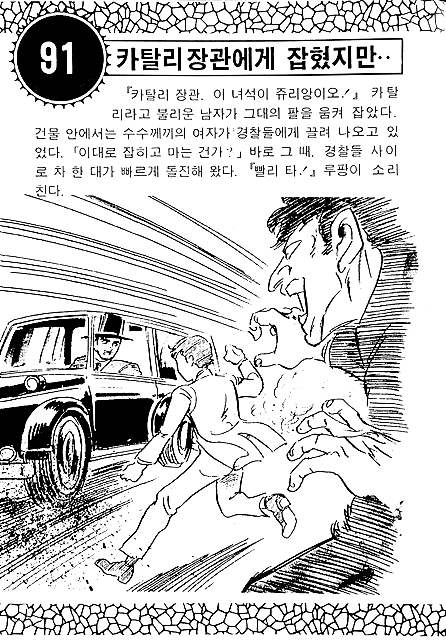 91
카탈리장관에게 잡혔지만··
『카탈리 장관. 이 녀석이 쥬리앙이오!』 카탈
리라고 불리운 남자가 그대의 팔을 움켜 잡았다.
건물 안에서는 수수께끼의 여자가 경찰들에게 끌려 나오고 있
었다. 「이대로 잡히고 마는 건가?」 바로 그 때, 경찰들 사이
로 차 한 대가 빠르게 돌진해 왔다. 『빨리 타!』 루팡이 소리
친다.